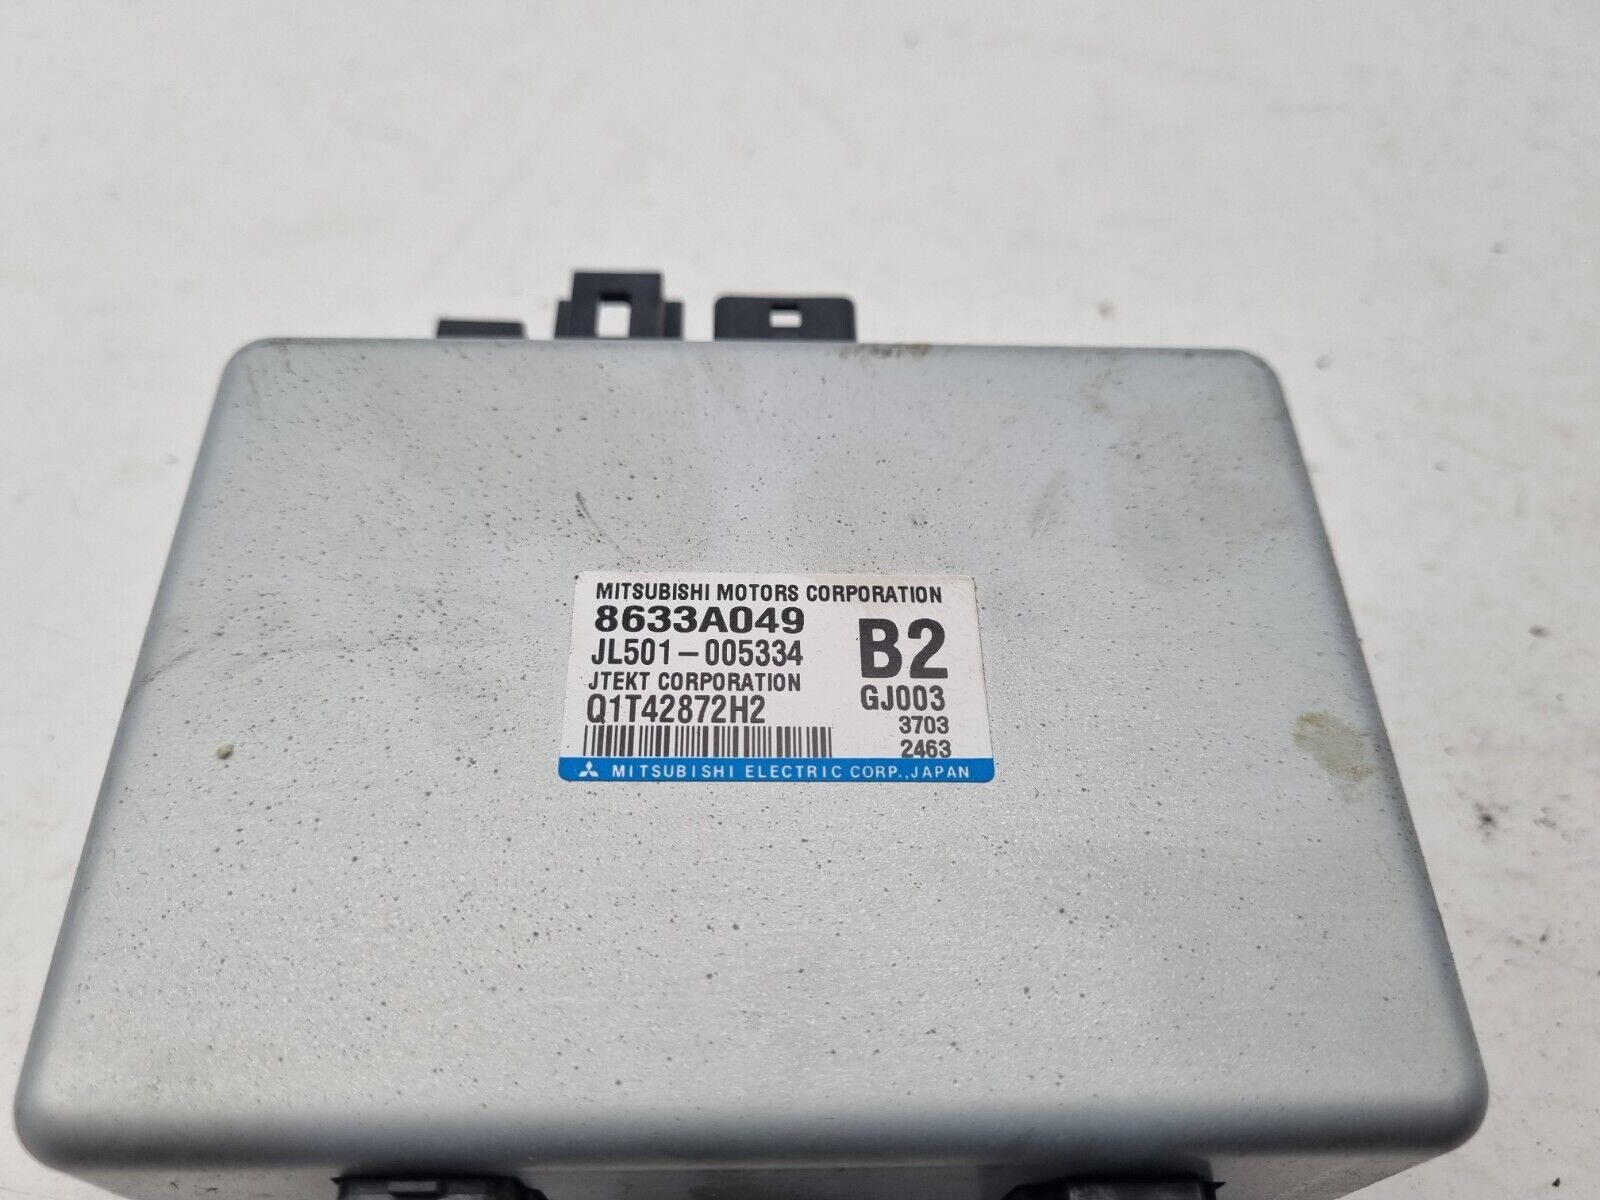 MITSUBISHI MOTORS CORPORATION
8633A049
JL501-005334
B2
JTEKT CORPORATION
Q1T42872H2
GJ003
3703
2463
MITSUBISHI ELECTRIC CORP.,JAPAN